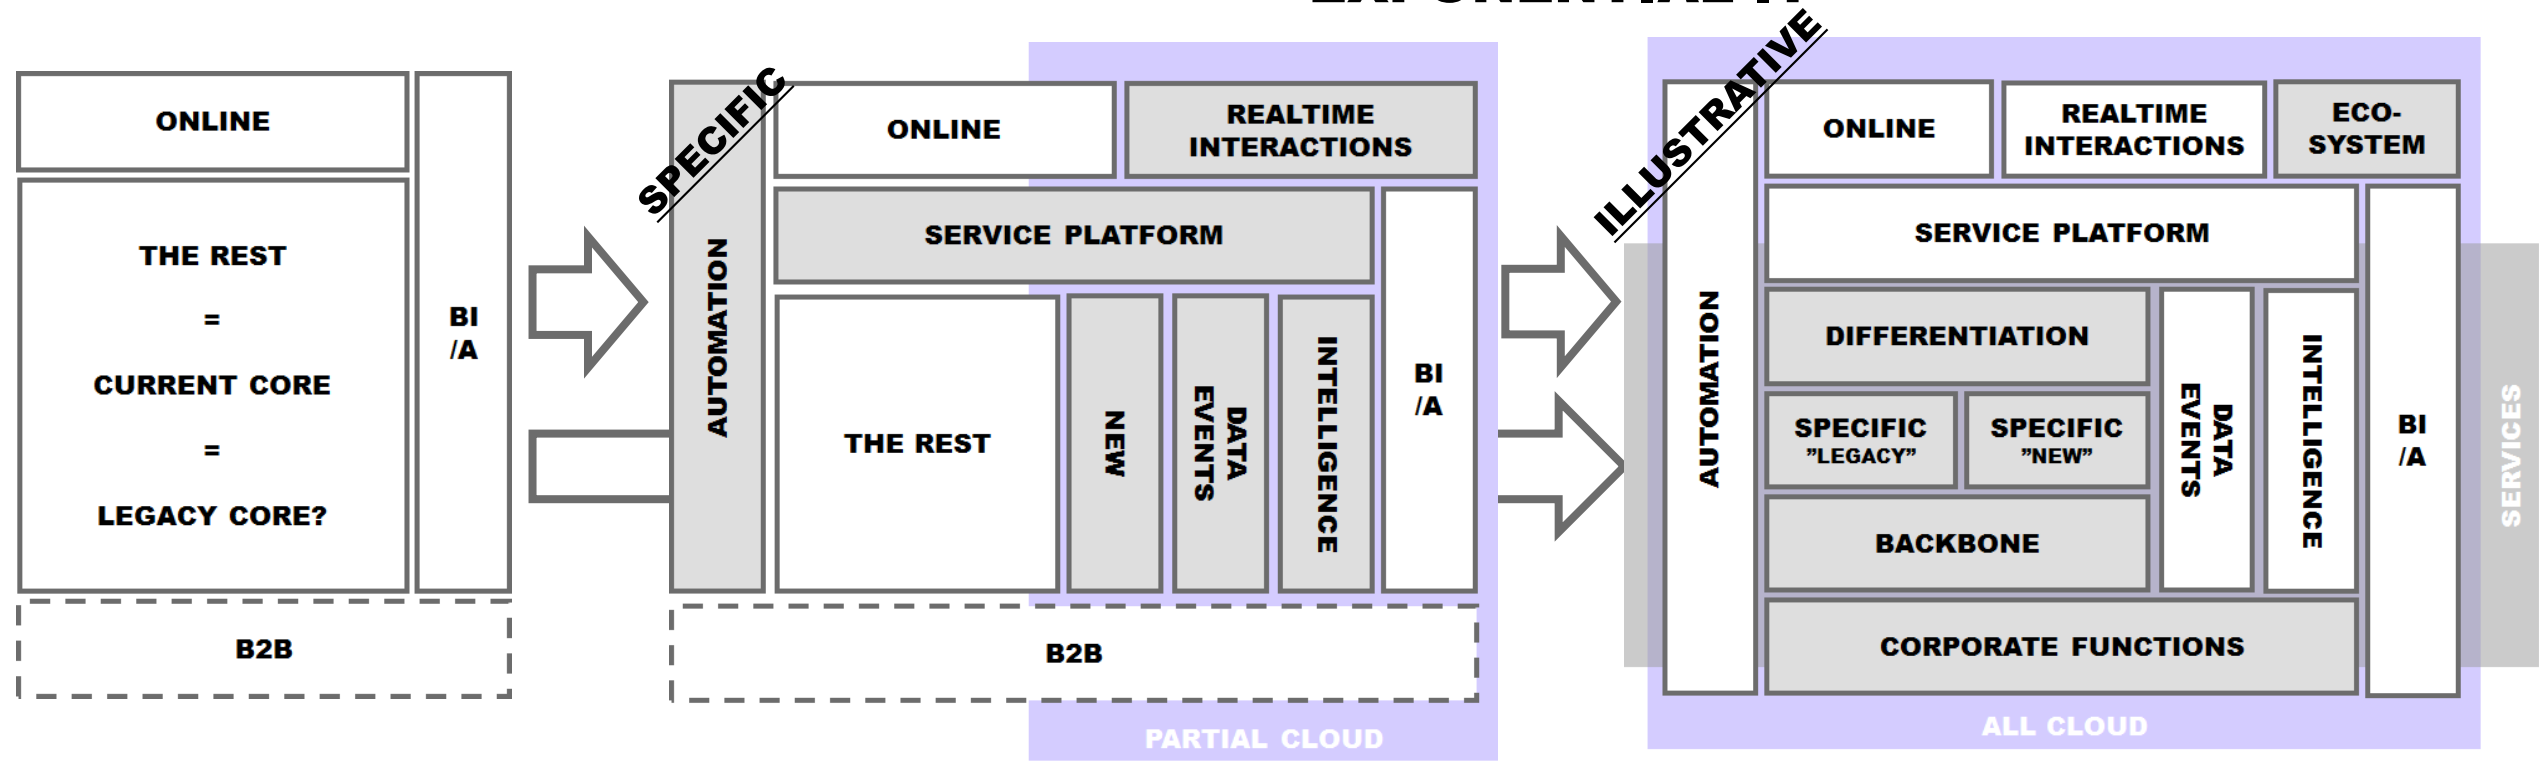 ONLINE
THE REST
=
CURRENT CORE
=
LEGACY CORE?
BI
/A
B2B
SPECIFIC
AUTOMATION
ONLINE
REALTIME
INTERACTIONS
SERVICE PLATFORM
THE REST
NEW
DATA
EVENTS
INTELLIGENCE
BI
/A
B2B
PARTIAL CLOUD
ILLUSTRATIVE
AUTOMATION
ONLINE
REALTIME
INTERACTIONS
ECO-
SYSTEM
SERVICE PLATFORM
DIFFERENTIATION
SPECIFIC
”LEGACY”
SPECIFIC
”NEW”
BACKBONE
DATA
EVENTS
INTELLIGENCE
BI
/A
CORPORATE FUNCTIONS
ALL CLOUD
SERVICES